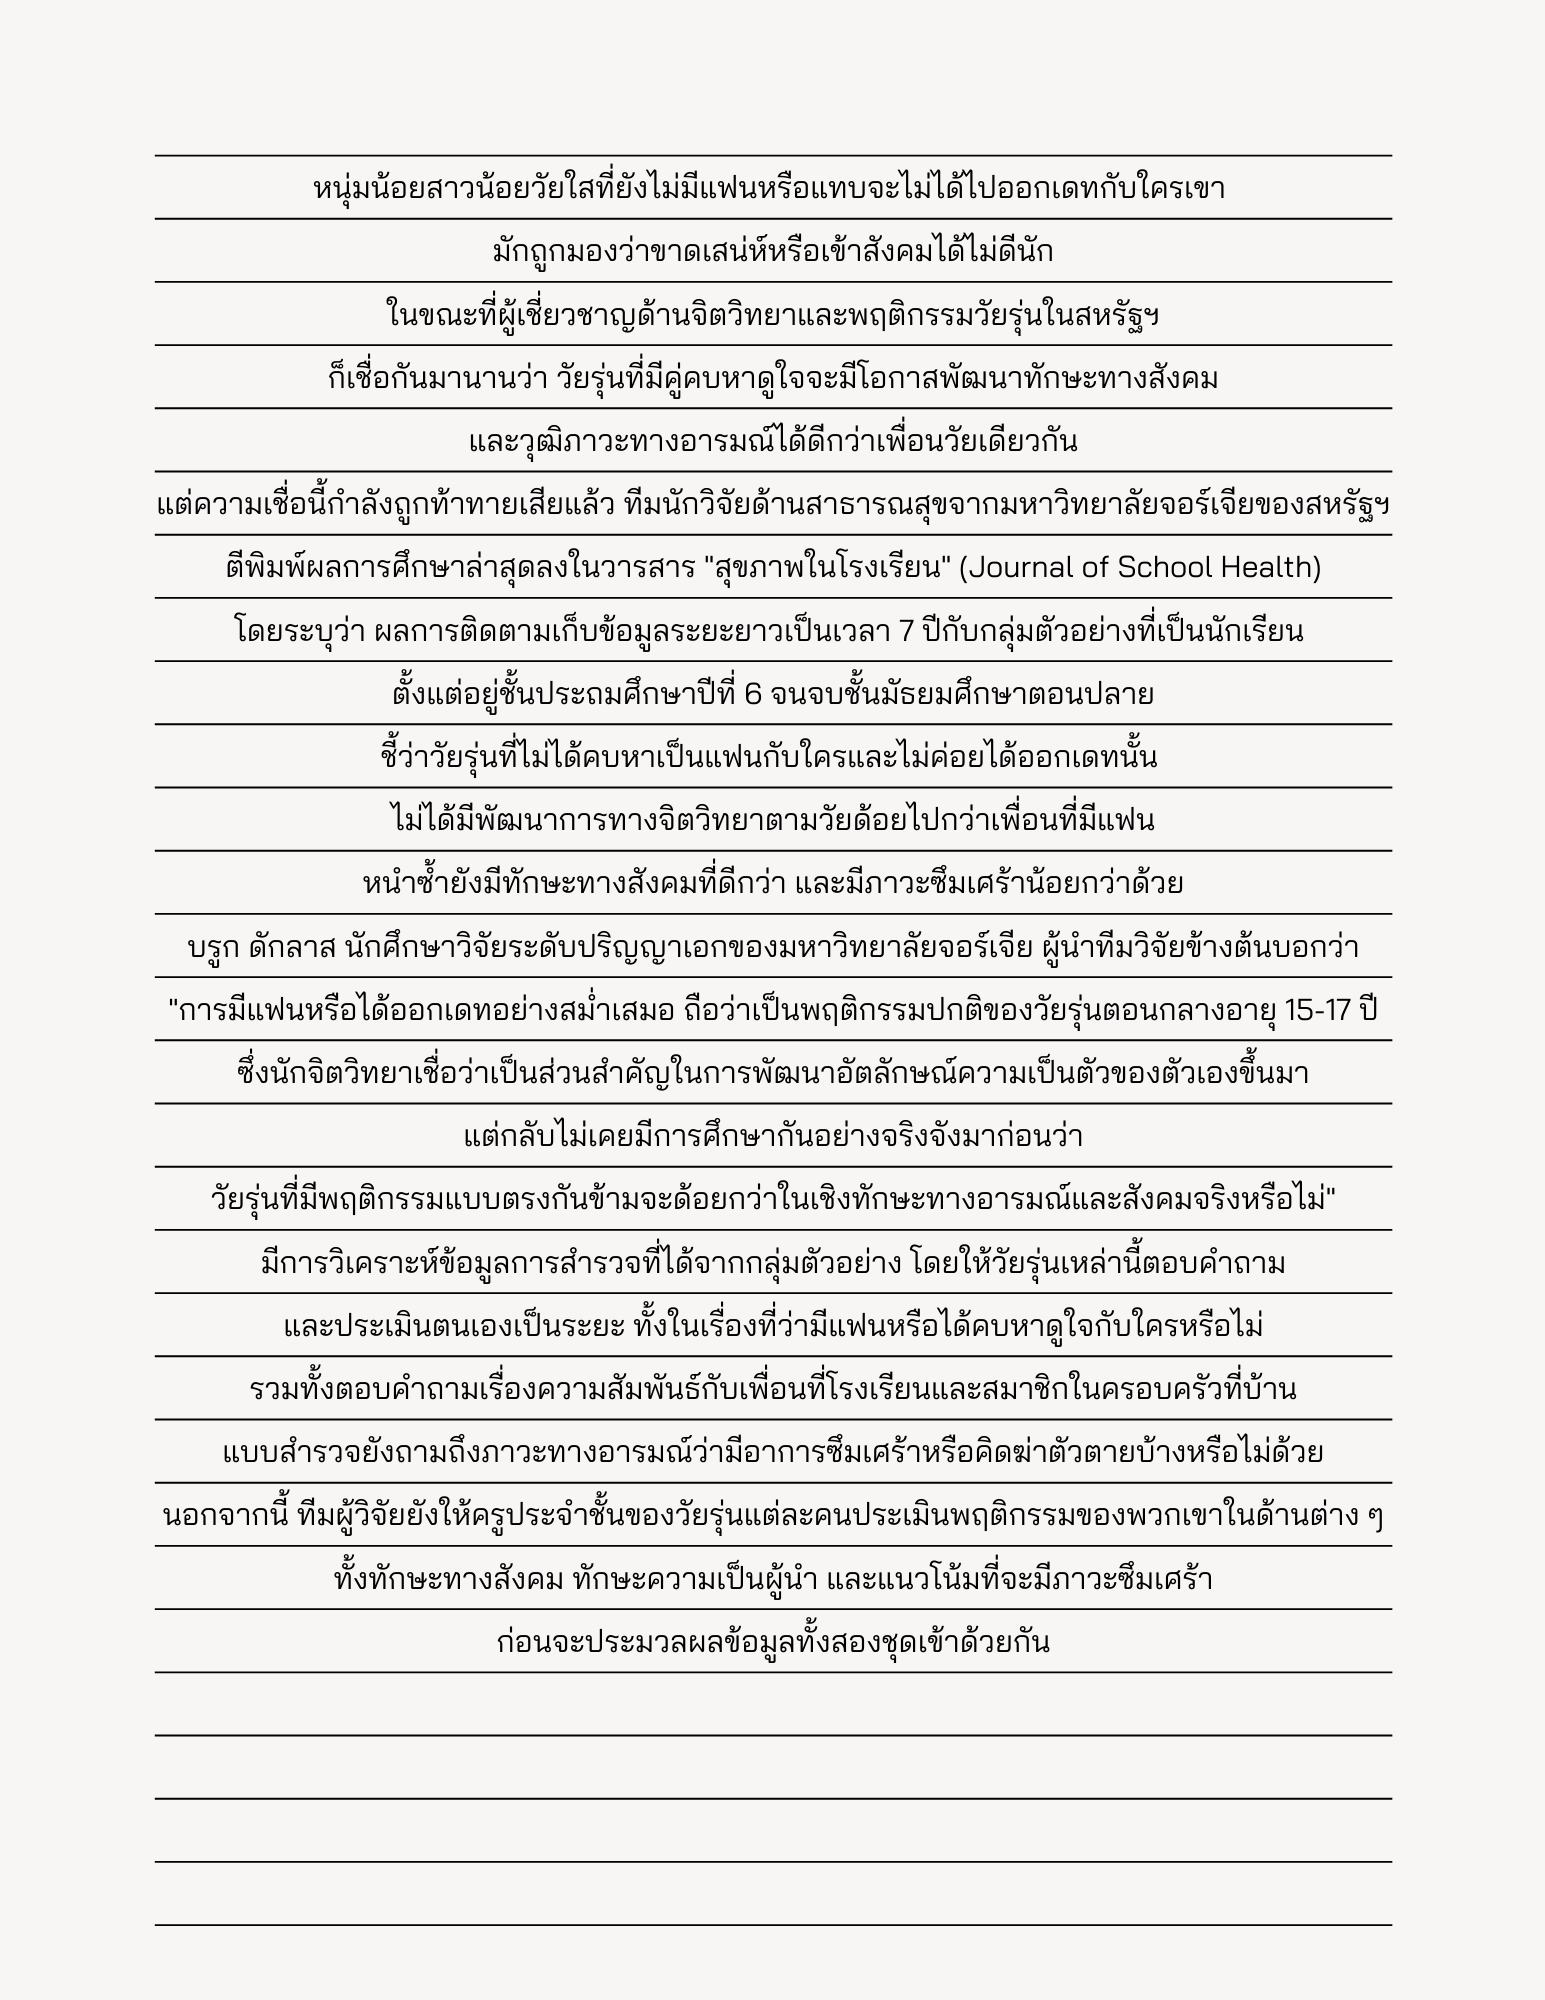 หนุ่มน้อยสาวน้อยวัยใสที่ยังไม่มีแฟนหรือแทบจะไม่ได้ไปออกเดทกับใครเขา
มักถูกมองว่าขาดเสน่ห์หรือเข้าสังคมได้ไม่ดีนัก
ในขณะที่ผู้เชี่ยวชาญด้านจิตวิทยาและพฤติกรรมวัยรุ่นในสหรัฐฯ
ก็เชื่อกันมานานว่า วัยรุ่นที่มีคู่คบหาดูใจจะมีโอกาสพัฒนาทักษะทางสังคม
และวุฒิภาวะทางอารมณ์ได้ดีกว่าเพื่อนวัยเดียวกัน
แต่ความเชื่อนี้กำลังถูกท้าทายเสียแล้ว ทีมนักวิจัยด้านสาธารณสุขจากมหาวิทยาลัยจอร์เจียของสหรัฐฯ
ตีพิมพ์ผลการศึกษาล่าสุดลงในวารสาร "สุขภาพในโรงเรียน" (Journal of School Health)
โดยระบุว่า ผลการติดตามเก็บข้อมูลระยะยาวเป็นเวลา 7 ปีกับกลุ่มตัวอย่างที่เป็นนักเรียน
ตั้งแต่อยู่ชั้นประถมศึกษาปีที่ 6 จนจบชั้นมัธยมศึกษาตอนปลาย
ชี้ว่าวัยรุ่นที่ไม่ได้คบหาเป็นแฟนกับใครและไม่ค่อยได้ออกเดทนั้น
ไม่ได้มีพัฒนาการทางจิตวิทยาตามวัยด้อยไปกว่าเพื่อนที่มีแฟน
หนำซ้ำยังมีทักษะทางสังคมที่ดีกว่า และมีภาวะซึมเศร้าน้อยกว่าด้วย
บรูก ดักลาส นักศึกษาวิจัยระดับปริญญาเอกของมหาวิทยาลัยจอร์เจีย ผู้นำทีมวิจัยข้างต้นบอกว่า
"การมีแฟนหรือได้ออกเดทอย่างสม่ำเสมอ ถือว่าเป็นพฤติกรรมปกติของวัยรุ่นตอนกลางอายุ 15-17 ปี
ซึ่งนักจิตวิทยาเชื่อว่าเป็นส่วนสำคัญในการพัฒนาอัตลักษณ์ความเป็นตัวของตัวเองขึ้นมา
แต่กลับไม่เคยมีการศึกษากันอย่างจริงจังมาก่อนว่า
วัยรุ่นที่มีพฤติกรรมแบบตรงกันข้ามจะด้อยกว่าในเชิงทักษะทางอารมณ์และสังคมจริงหรือไม่"
มีการวิเคราะห์ข้อมูลการสำรวจที่ได้จากกลุ่มตัวอย่าง โดยให้วัยรุ่นเหล่านี้ตอบคำถาม
และประเมินตนเองเป็นระยะ ทั้งในเรื่องที่ว่ามีแฟนหรือได้คบหาดูใจกับใครหรือไม่
รวมทั้งตอบคำถามเรื่องความสัมพันธ์กับเพื่อนที่โรงเรียนและสมาชิกในครอบครัวที่บ้าน
แบบสำรวจยังถามถึงภาวะทางอารมณ์ว่ามีอาการซึมเศร้าหรือคิดฆ่าตัวตายบ้างหรือไม่ด้วย
นอกจากนี้ ทีมผู้วิจัยยังให้ครูประจำชั้นของวัยรุ่นแต่ละคนประเมินพฤติกรรมของพวกเขาในด้านต่าง ๆ
ทั้งทักษะทางสังคม ทักษะความเป็นผู้นำ และแนวโน้มที่จะมีภาวะซึมเศร้า
ก่อนจะประมวลผลข้อมูลทั้งสองชุดเข้าด้วยกัน